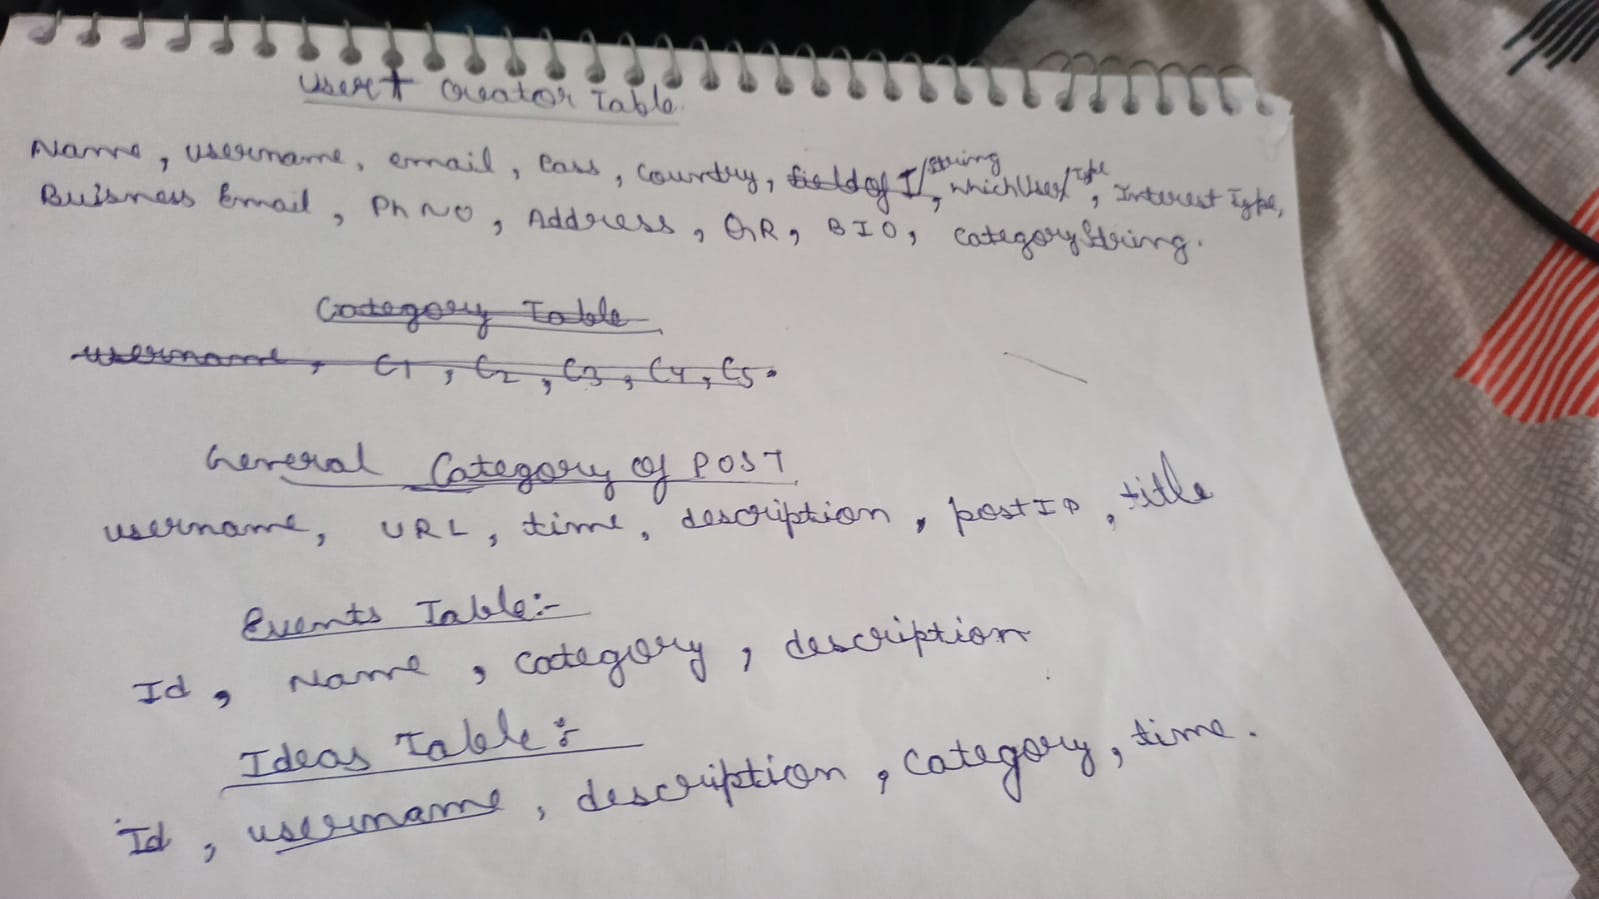 User + Creator Table.
Name, username, email, Pass, Country, field of I/String, which User/Type, Interest Type,
Buisness Email, Ph NO, Address, QR, BIO, Category String.
Category Table
username, C1, C2, C3, C4, C5.
General Category of POST
username, URL, time, description, postID, title
Events Table:-
Id, Name, Category, description
Ideas Table:
Id, username, description, Category, time.